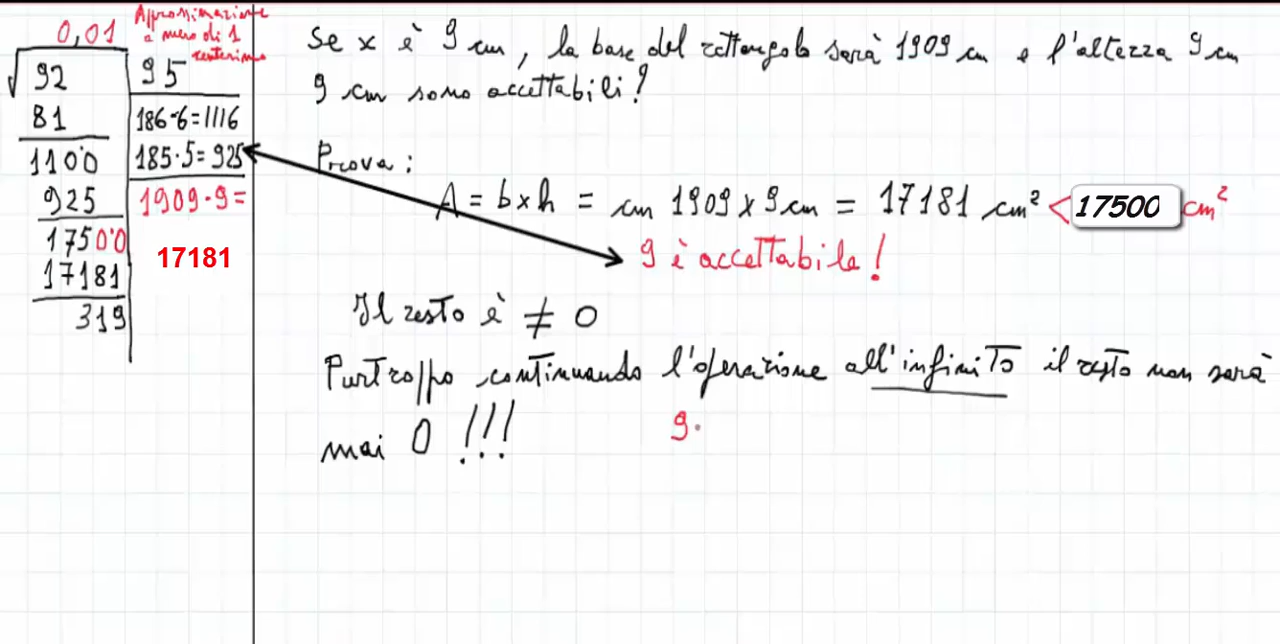 0,01
Approssimazione
a meno di 1
centesimo
92
95
81
186·6=1116
1100
185·5=925
925
1909·9=
17500
17181
17181
319
Se x è 9 cm, la base del rettangolo sarà 1909 cm e l'altezza 9 cm
9 cm sono accettabili?
Prova:
A = b×h = cm 1909 × 9 cm = 17181 cm² < 17500 cm²
9 è accettabile!
Il resto è ≠ 0
Purtroppo continuando l'operazione all'infinito il resto non sarà
mai 0 !!!
9.